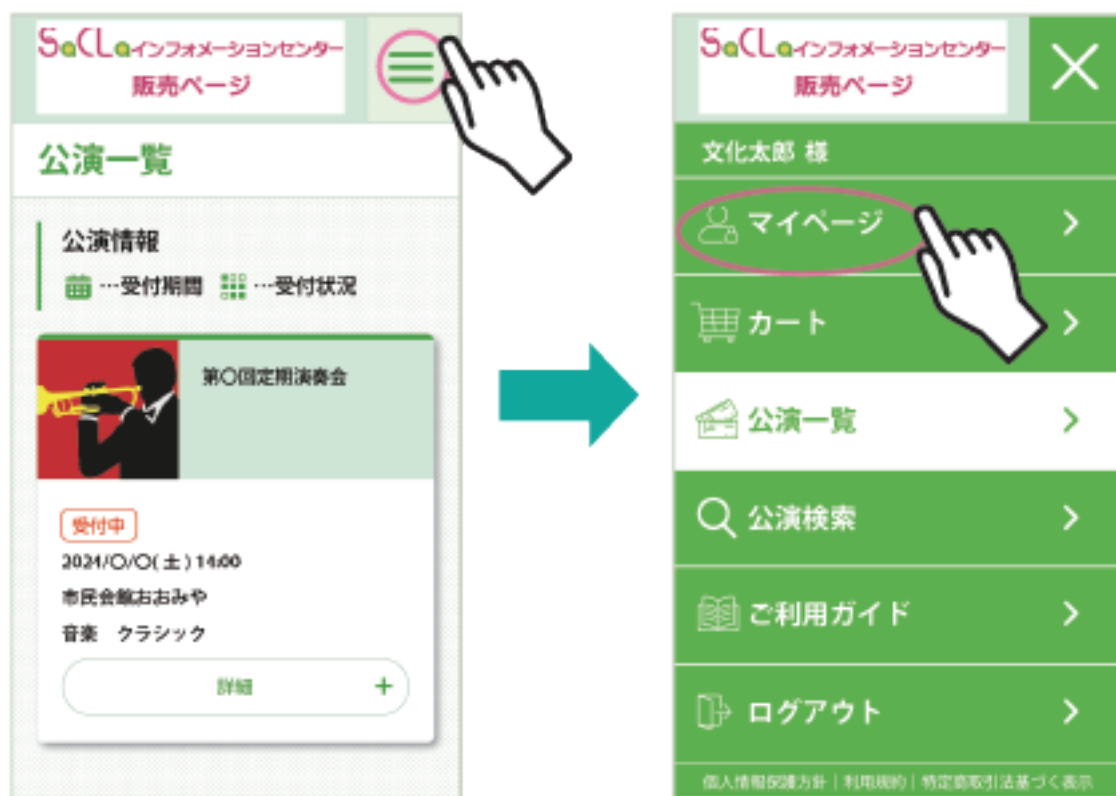 SaCLaインフォメーションセンター
販売ページ
公演一覧
公演情報
…受付期間 …受付状況
第〇回定期演奏会
受付中
2024/〇/〇(土)14:00
市民会館おおみや
音楽 クラシック
詳細 +
SaCLaインフォメーションセンター
販売ページ
文化太郎 様
マイページ
カート
公演一覧
公演検索
ご利用ガイド
ログアウト
個人情報保護方針｜利用規約｜特定商取引法基づく表示